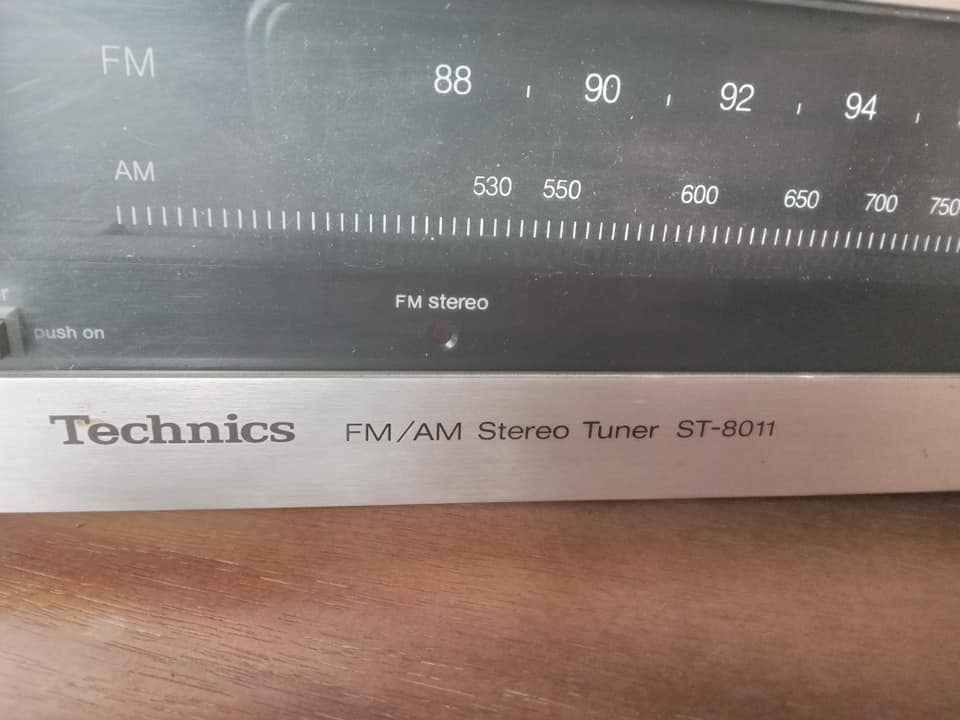 FM 88 90 92 94
AM 530 550 600 650 700 750
FM stereo
push on
Technics FM/AM Stereo Tuner ST-8011